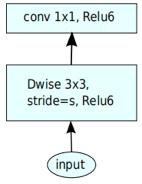 conv 1x1, Relu6
Dwise 3x3,
stride=s, Relu6
input